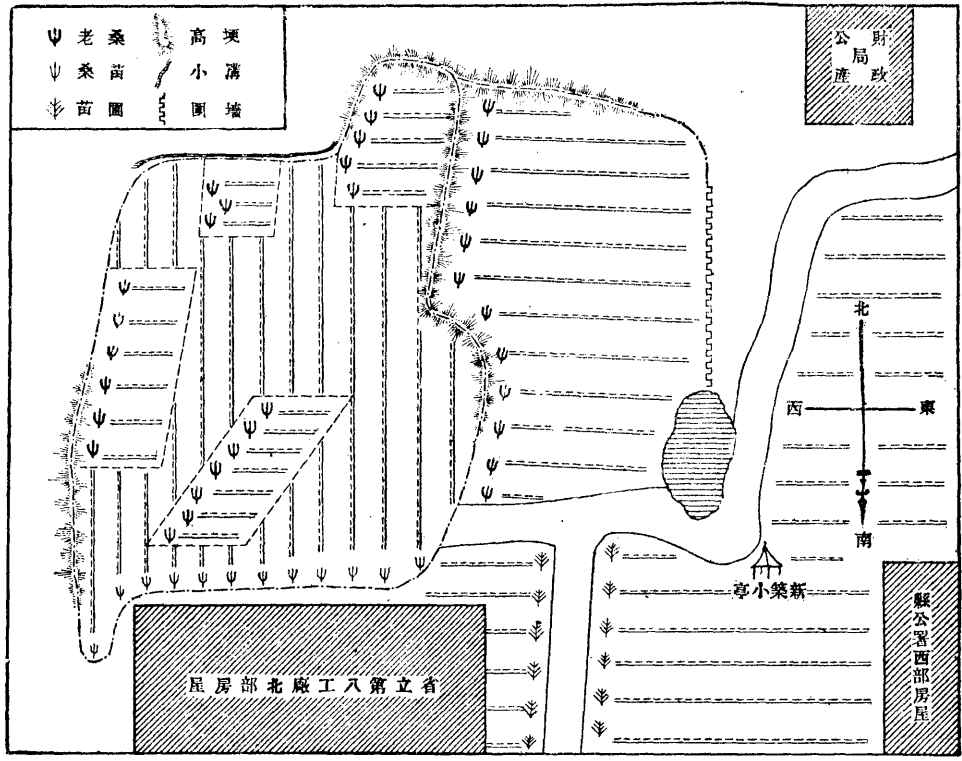 老桑
高埂
桑苗
小溝
苗圃
圍墻
財政
公產
局
北
西
東
南
新築小亭
省立第八工廠北部房屋
縣公署西部房屋